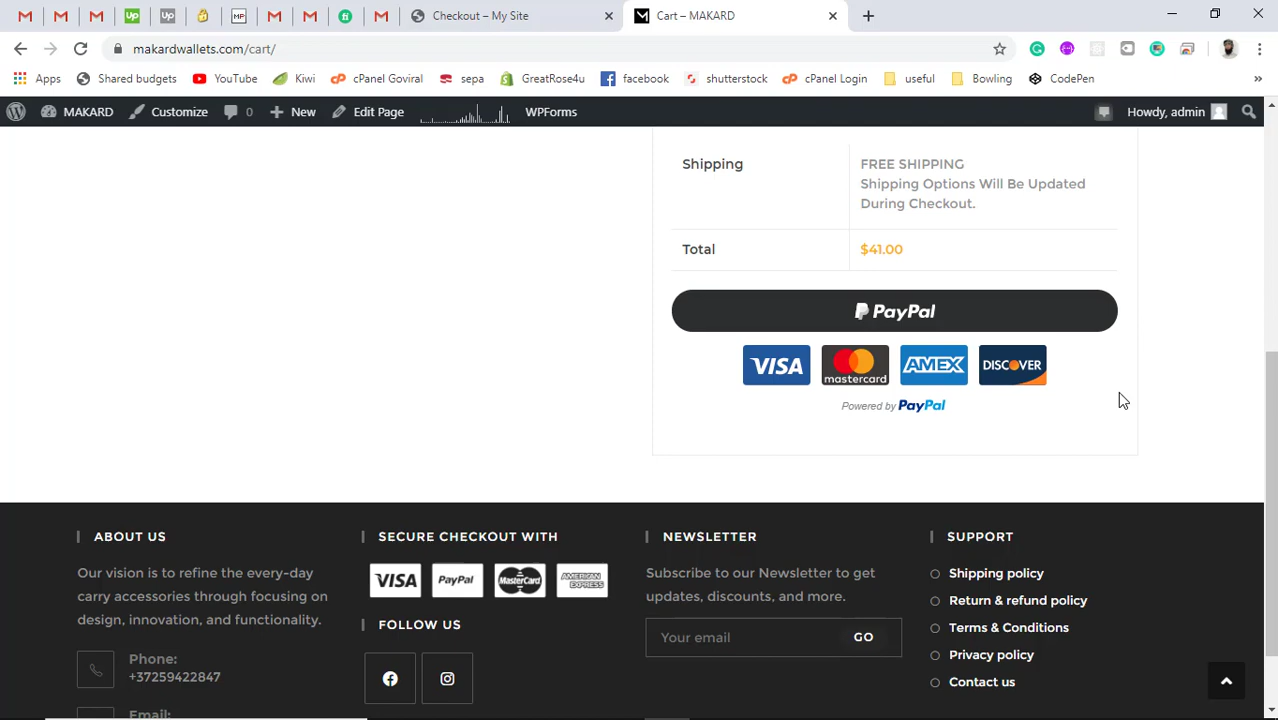 Checkout – My Site
Cart – MAKARD
makardwallets.com/cart/
Apps
Shared budgets
YouTube
Kiwi
cPanel Goviral
sepa
GreatRose4u
facebook
shutterstock
cPanel Login
useful
Bowling
CodePen
»
MAKARD
Customize
0
New
Edit Page
WPForms
Howdy, admin
Shipping
FREE SHIPPING
Shipping Options Will Be Updated
During Checkout.
Total
$41.00
PayPal
VISA
mastercard
AMEX
DISCOVER
Powered by PayPal
ABOUT US
Our vision is to refine the every-day
carry accessories through focusing on
design, innovation, and functionality.
Phone:
+37259422847
Email:
SECURE CHECKOUT WITH
VISA
PayPal
MasterCard
AMERICAN
EXPRESS
FOLLOW US
NEWSLETTER
Subscribe to our Newsletter to get
updates, discounts, and more.
Your email
GO
SUPPORT
Shipping policy
Return & refund policy
Terms & Conditions
Privacy policy
Contact us